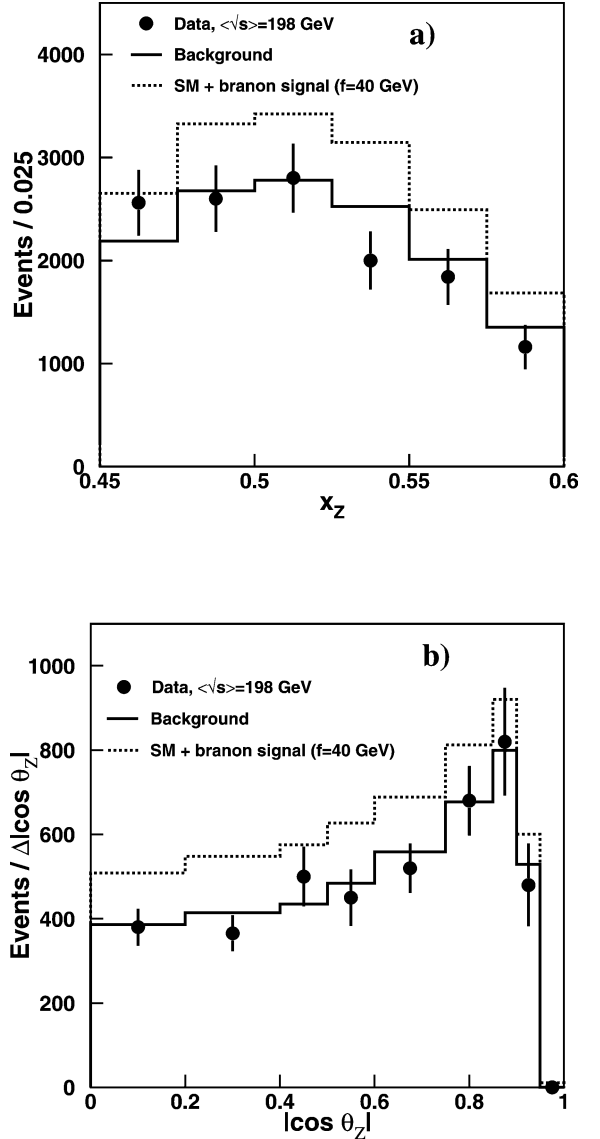 a)
Data, <√s>=198 GeV
Background
SM + branon signal (f=40 GeV)
4000
3000
2000
1000
0
Events / 0.025
0.45 0.5 0.55 0.6
x_Z
b)
1000
Data, <√s>=198 GeV
Background
SM + branon signal (f=40 GeV)
800
600
400
200
0
Events / Δ|cos θ_Z|
0 0.2 0.4 0.6 0.8 1
|cos θ_Z|